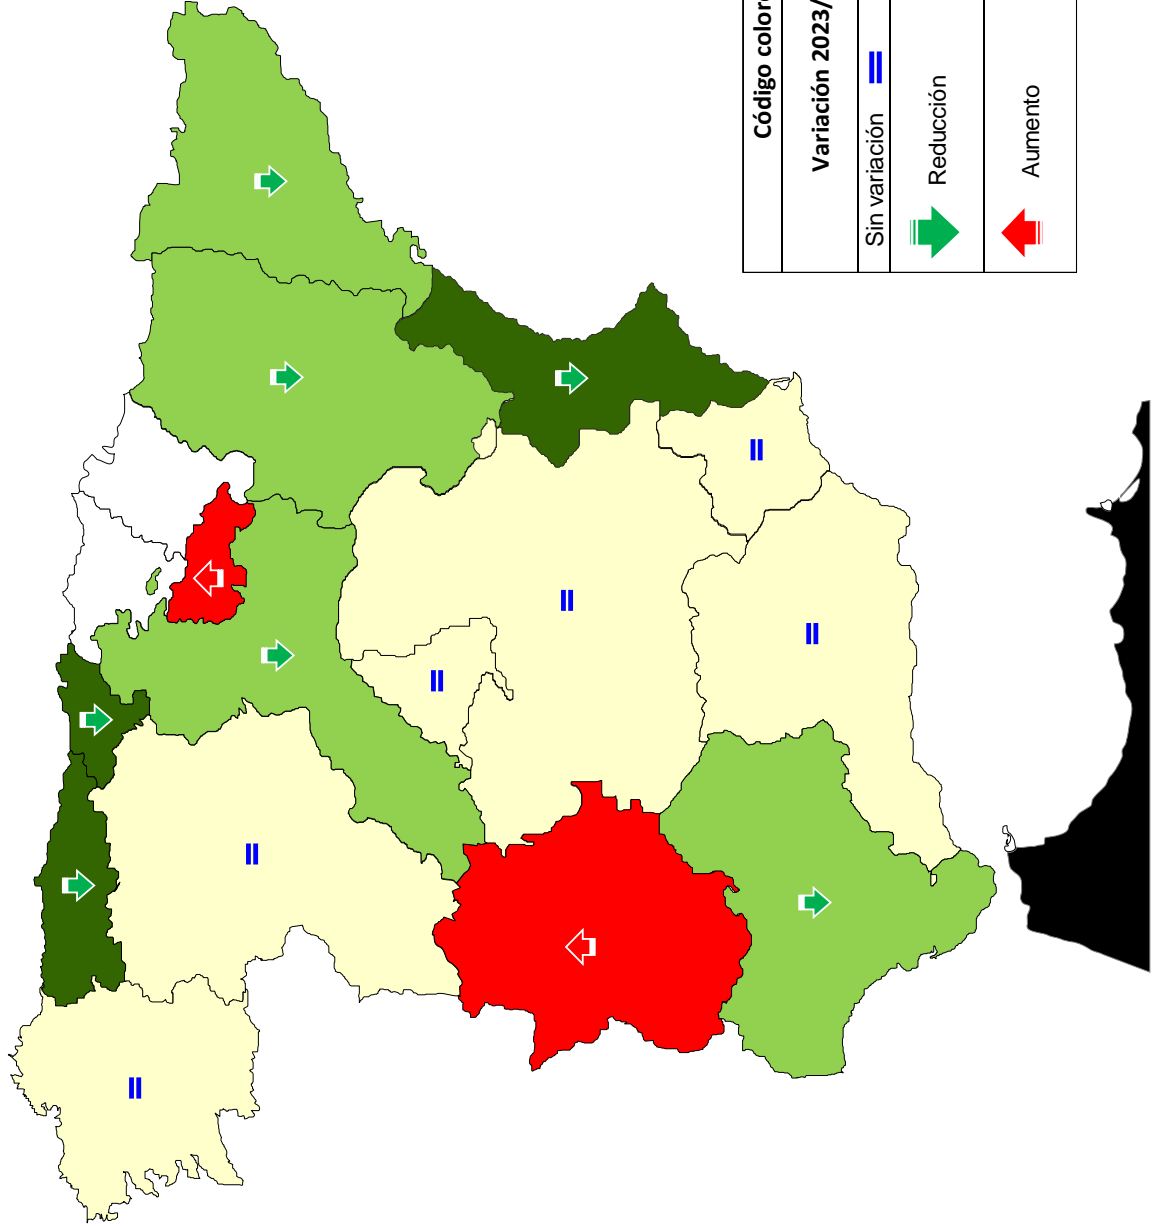 Código color
Variación 2023/
Sin variación
Reducción
Aumento